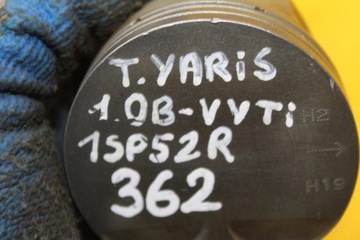 T.YARiS
1.0B-VVTi H2
1SP52R
362 H19